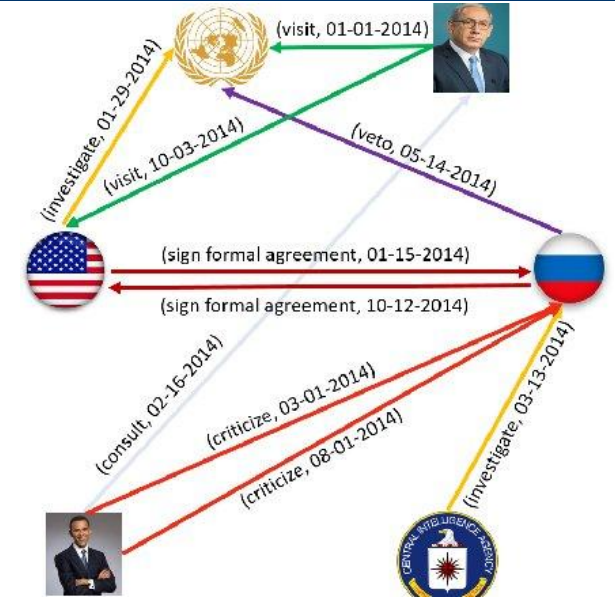 (visit, 01-01-2014)
(investigate, 01-29-2014)
(visit, 10-03-2014)
(veto, 05-14-2014)
(sign formal agreement, 01-15-2014)
(sign formal agreement, 10-12-2014)
(consult, 02-16-2014)
(criticize, 03-01-2014)
(criticize, 08-01-2014)
(investigate, 03-13-2014)
CENTRAL INTELLIGENCE AGENCY